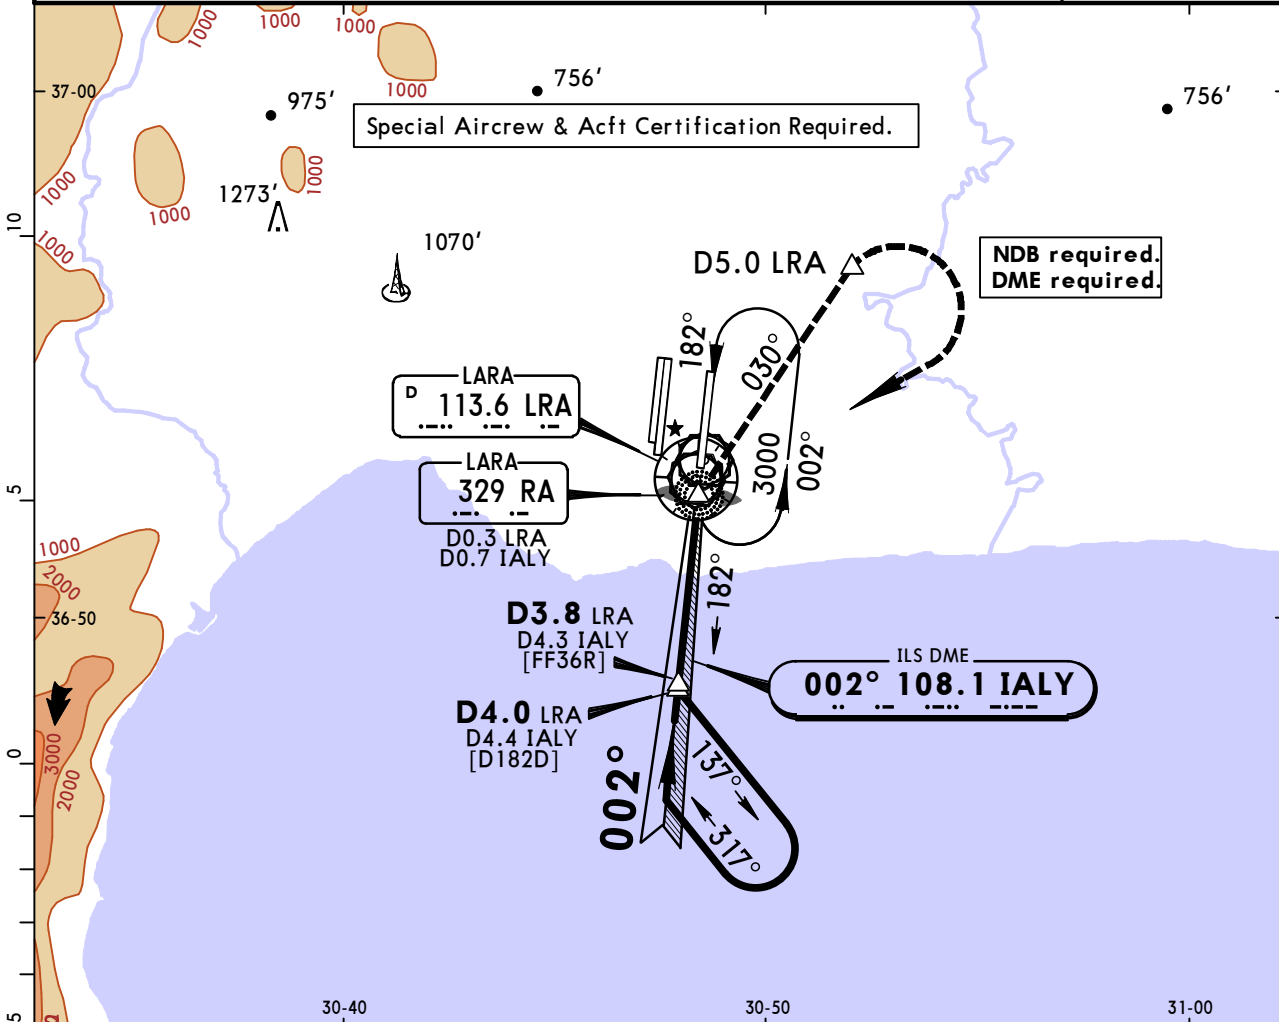 1000
1000
1000
1000
37-00
975'
756'
756'
Special Aircrew & Acft Certification Required.
1000
1000
1000
1273'
10
1000
1070'
D5.0 LRA
NDB required.
DME required.
182°
030°
LARA
D 113.6 LRA
3000
002°
5
LARA
329 RA
D0.3 LRA
D0.7 IALY
1000
2000
182°
36-50
D3.8 LRA
D4.3 IALY
[FF36R]
ILS DME
002° 108.1 IALY
D4.0 LRA
D4.4 IALY
[D182D]
0
3000
2000
002°
137°
317°
5
30-40
30-50
31-00